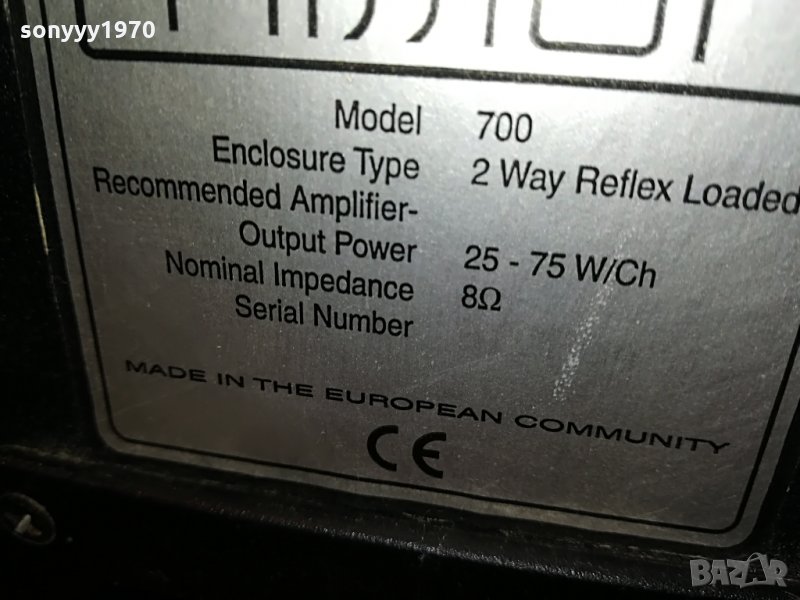 sonyyy1970
Model 700
Enclosure Type 2 Way Reflex Loaded
Recommended Amplifier-
Output Power 25 - 75 W/Ch
Nominal Impedance 8Ω
Serial Number
MADE IN THE EUROPEAN COMMUNITY
CE
BAZAR